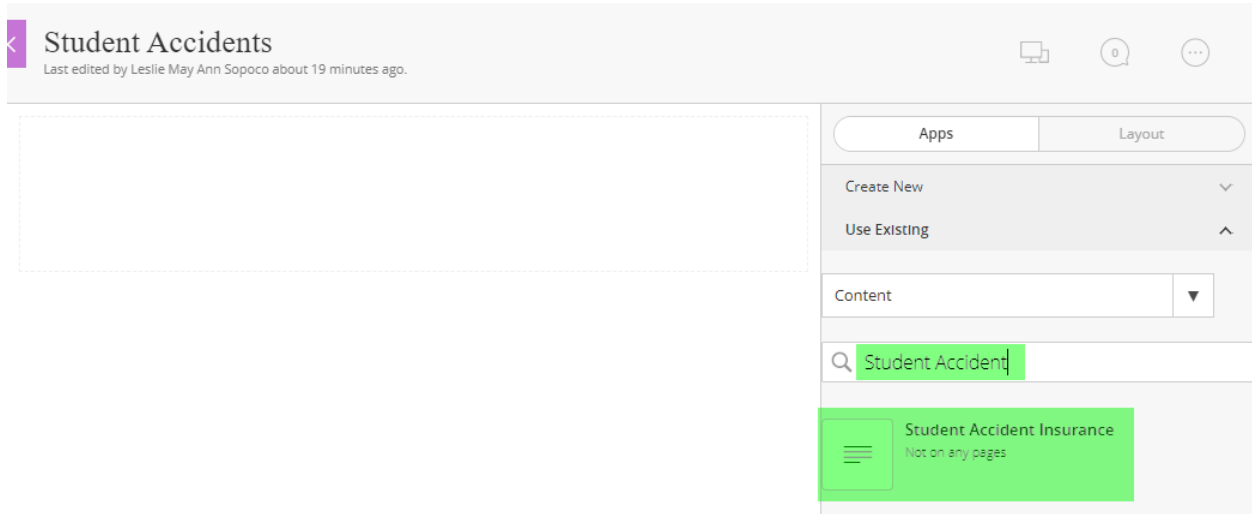 Student Accidents
Last edited by Leslie May Ann Sopoco about 19 minutes ago.
0
Apps
Layout
Create New
Use Existing
Content
Student Accident
Student Accident Insurance
Not on any pages